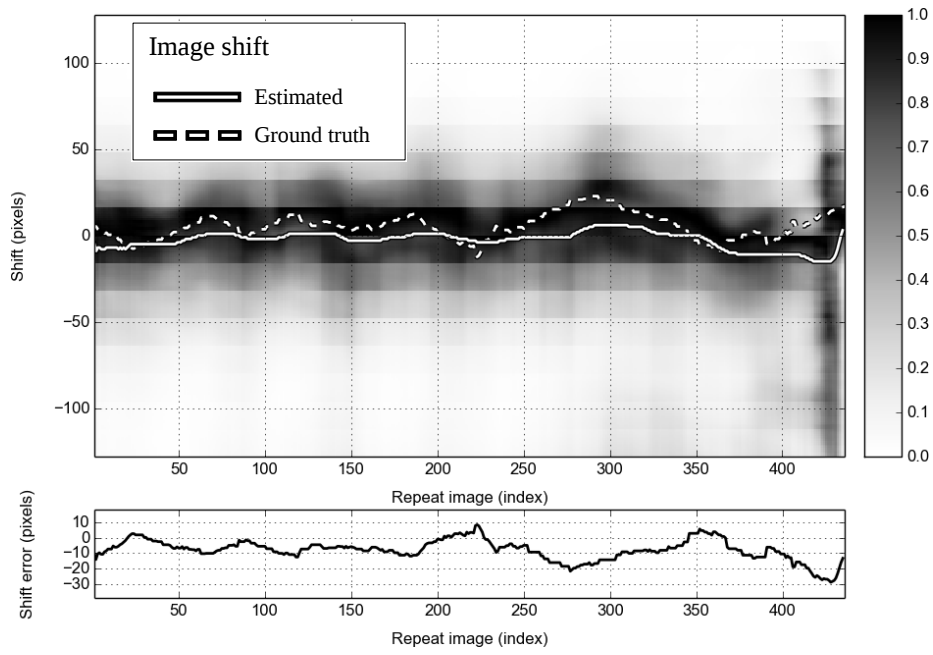 Image shift
Estimated
Ground truth
Shift (pixels)
100
50
0
−50
−100
50 100 150 200 250 300 350 400
Repeat image (index)
1.0
0.9
0.8
0.7
0.6
0.5
0.4
0.3
0.2
0.1
0.0
Shift error (pixels)
10
0
−10
−20
−30
50 100 150 200 250 300 350 400
Repeat image (index)